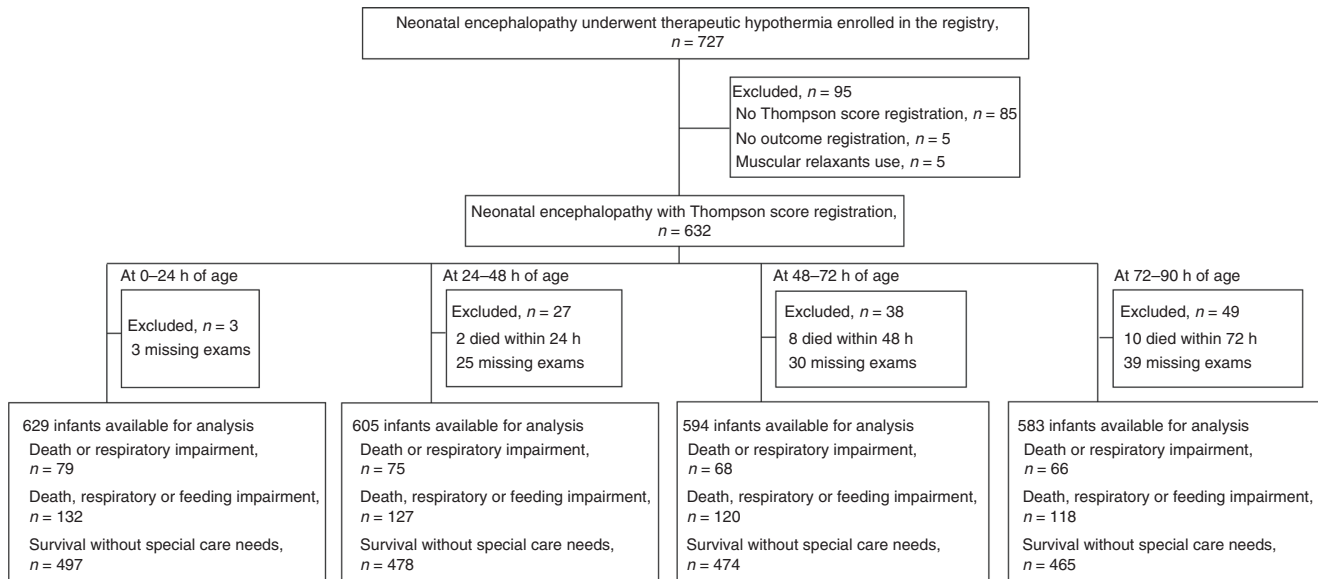 Neonatal encephalopathy underwent therapeutic hypothermia enrolled in the registry,
n = 727
Excluded, n = 95
No Thompson score registration, n = 85
No outcome registration, n = 5
Muscular relaxants use, n = 5
Neonatal encephalopathy with Thompson score registration,
n = 632
At 0–24 h of age
Excluded, n = 3
3 missing exams
629 infants available for analysis
Death or respiratory impairment,
n = 79
Death, respiratory or feeding impairment,
n = 132
Survival without special care needs,
n = 497
At 24–48 h of age
Excluded, n = 27
2 died within 24 h
25 missing exams
605 infants available for analysis
Death or respiratory impairment,
n = 75
Death, respiratory or feeding impairment,
n = 127
Survival without special care needs,
n = 478
At 48–72 h of age
Excluded, n = 38
8 died within 48 h
30 missing exams
594 infants available for analysis
Death or respiratory impairment,
n = 68
Death, respiratory or feeding impairment,
n = 120
Survival without special care needs,
n = 474
At 72–90 h of age
Excluded, n = 49
10 died within 72 h
39 missing exams
583 infants available for analysis
Death or respiratory impairment,
n = 66
Death, respiratory or feeding impairment,
n = 118
Survival without special care needs,
n = 465